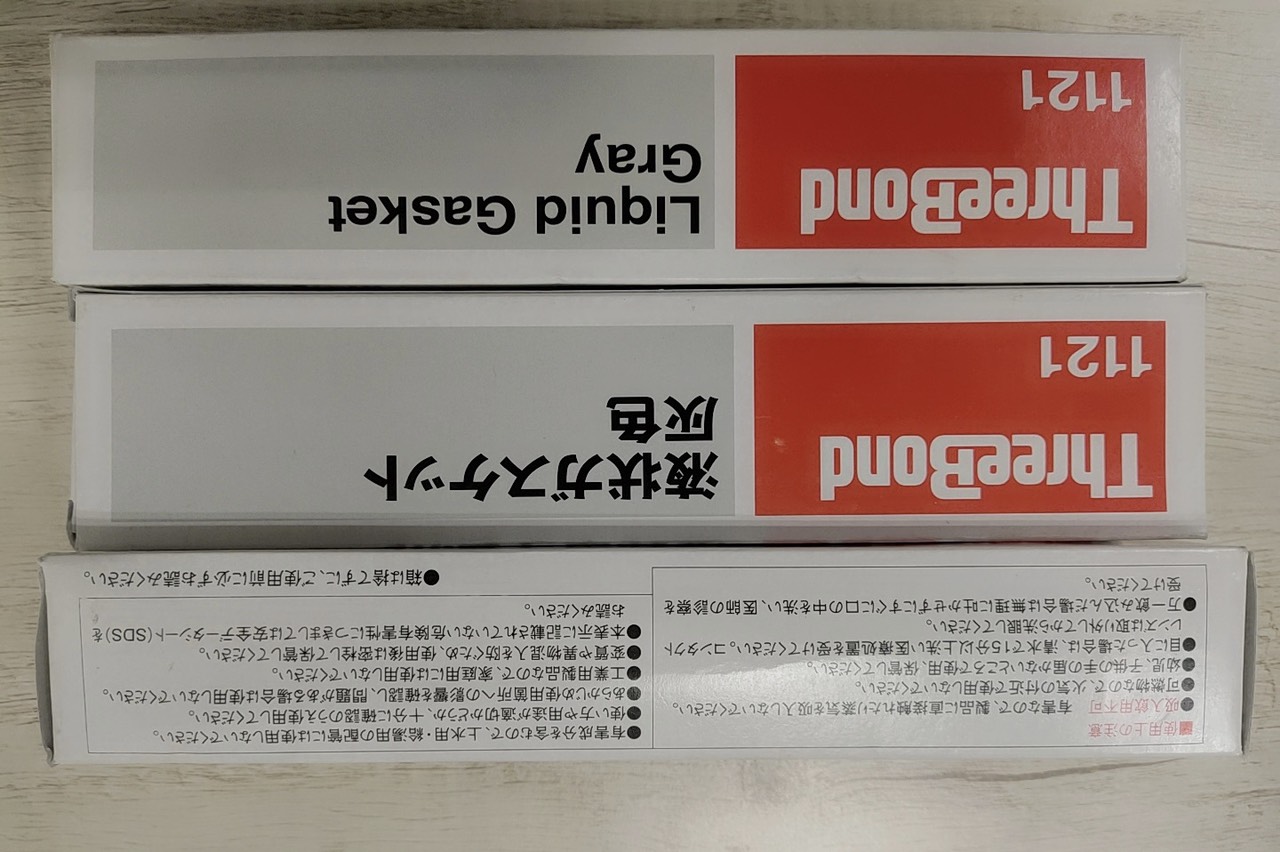 ■使用上の注意
●吸入飲用不可　有害なので、製品に直接触れたり蒸気を吸入しないでください。
●可燃物なので、火気の付近で使用しないでください。
●幼児、子供の手の届かないところで使用、保管してください。
●目に入った場合は、清水で15分以上洗い医療処置を受けてください。コンタクト
レンズは取り外してから洗眼してください。
●万一飲み込んだ場合は無理に吐かせずにすぐに口の中を洗い、医師の診察を
受けてください。
●有害成分を含むので、上水用・給湯用の配管には使用しないでください。
●使い方や用途が適切かどうか、十分に確認のうえ使用してください。
●あらかじめ使用箇所への影響を確認し、問題がある場合は使用しないでください。
●工業用製品なので、家庭用には使用しないでください。
●変質や異物混入を防ぐため、使用後は密栓して保管してください。
●本表示に記載されていない危険有害性につきましては安全データシート(SDS)を
お読みください。
●箱は捨てずに、ご使用前に必ずお読みください。
ThreeBond
1121
液状ガスケット
灰色
ThreeBond
1121
Liquid Gasket
Gray